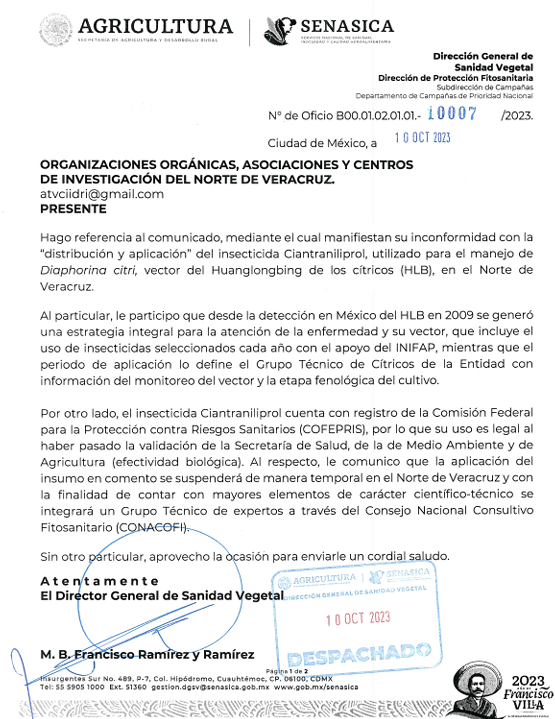 AGRICULTURA
SECRETARÍA DE AGRICULTURA Y DESARROLLO RURAL
SENASICA
SERVICIO NACIONAL DE SANIDAD,
INOCUIDAD Y CALIDAD AGROALIMENTARIA
Dirección General de
Sanidad Vegetal
Dirección de Protección Fitosanitaria
Subdirección de Campañas
Departamento de Campañas de Prioridad Nacional
N° de Oficio B00.01.02.01.01.- 10007 /2023.
Ciudad de México, a 10 OCT 2023
ORGANIZACIONES ORGÁNICAS, ASOCIACIONES Y CENTROS
DE INVESTIGACIÓN DEL NORTE DE VERACRUZ.
atvciidri@gmail.com
PRESENTE
Hago referencia al comunicado, mediante el cual manifiestan su inconformidad con la
“distribución y aplicación” del insecticida Ciantraniliprol, utilizado para el manejo de
Diaphorina citri, vector del Huanglongbing de los cítricos (HLB), en el Norte de
Veracruz.
Al particular, le participo que desde la detección en México del HLB en 2009 se generó
una estrategia integral para la atención de la enfermedad y su vector, que incluye el
uso de insecticidas seleccionados cada año con el apoyo del INIFAP, mientras que el
periodo de aplicación lo define el Grupo Técnico de Cítricos de la Entidad con
información del monitoreo del vector y la etapa fenológica del cultivo.
Por otro lado, el insecticida Ciantraniliprol cuenta con registro de la Comisión Federal
para la Protección contra Riesgos Sanitarios (COFEPRIS), por lo que su uso es legal al
haber pasado la validación de la Secretaría de Salud, de la de Medio Ambiente y de
Agricultura (efectividad biológica). Al respecto, le comunico que la aplicación del
insumo en comento se suspenderá de manera temporal en el Norte de Veracruz y con
la finalidad de contar con mayores elementos de carácter científico-técnico se
integrará un Grupo Técnico de expertos a través del Consejo Nacional Consultivo
Fitosanitario (CONACOFI).
Sin otro particular, aprovecho la ocasión para enviarle un cordial saludo.
Atentamente
El Director General de Sanidad Vegetal
AGRICULTURA SENASICA
DIRECCIÓN GENERAL DE SANIDAD VEGETAL
10 OCT 2023
DESPACHADO
M. B. Francisco Ramírez y Ramírez
Página 1 de 2
Insurgentes Sur No. 489, P-7, Col. Hipódromo, Cuauhtémoc, CP. 06100, CDMX
Tel: 55 5905 1000 Ext. 51360 gestion.dgsv@senasica.gob.mx www.gob.mx/senasica
2023
Francisco
VILLA